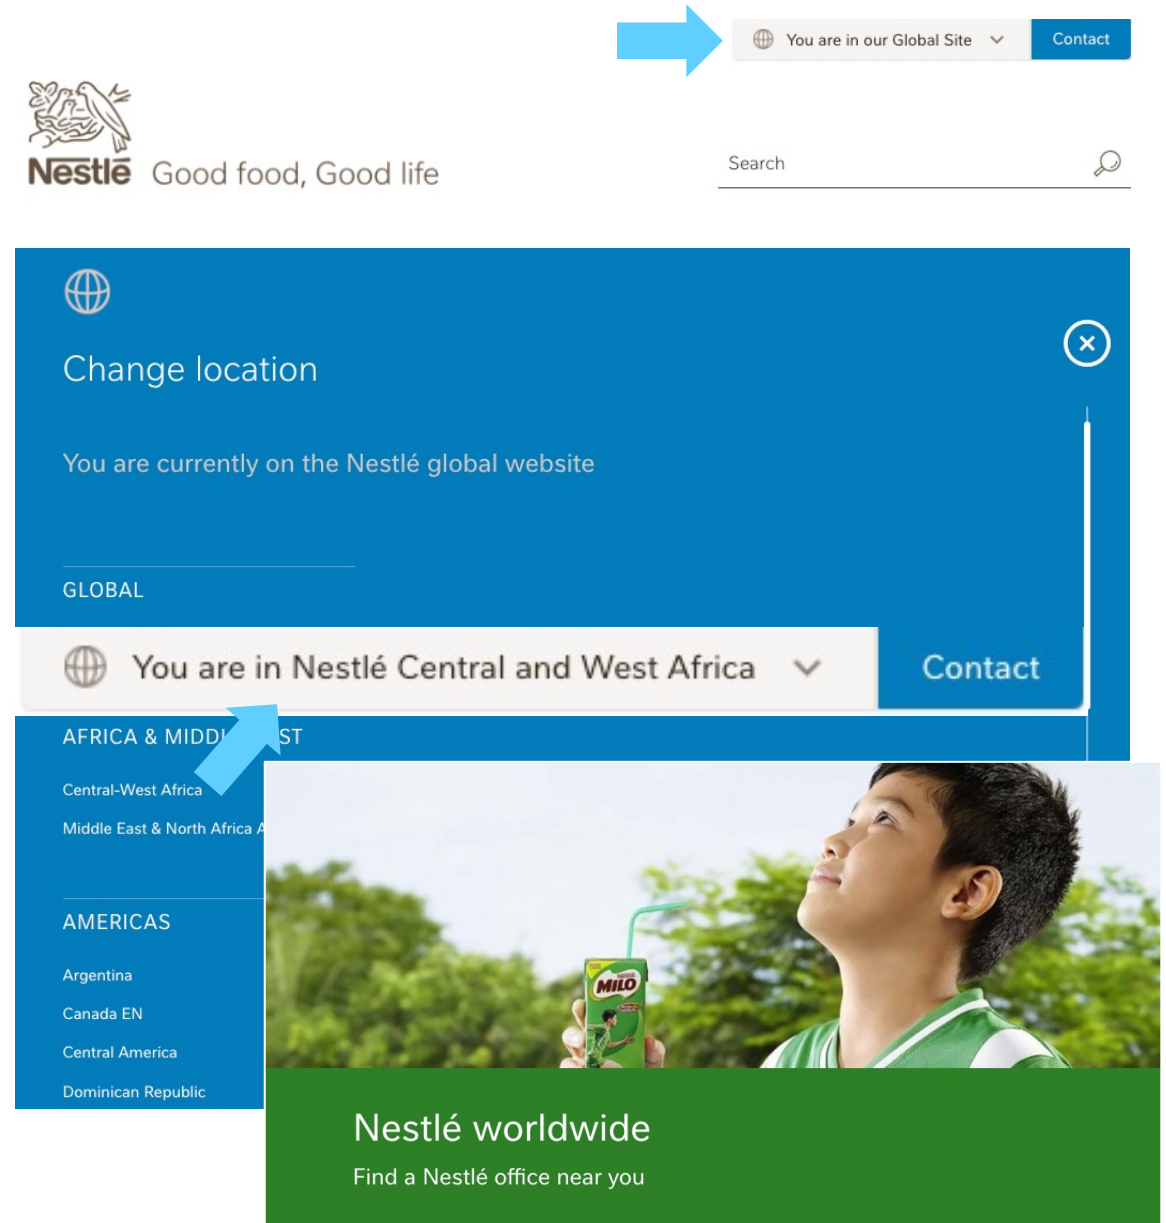 You are in our Global Site
Contact
Nestlé
Good food, Good life
Search
Change location
You are currently on the Nestlé global website
GLOBAL
You are in Nestlé Central and West Africa
Contact
AFRICA & MIDD ST
Central-West Africa
Middle East & North Africa A
AMERICAS
Argentina
Canada EN
Central America
Dominican Republic
MILO
Nestlé worldwide
Find a Nestlé office near you